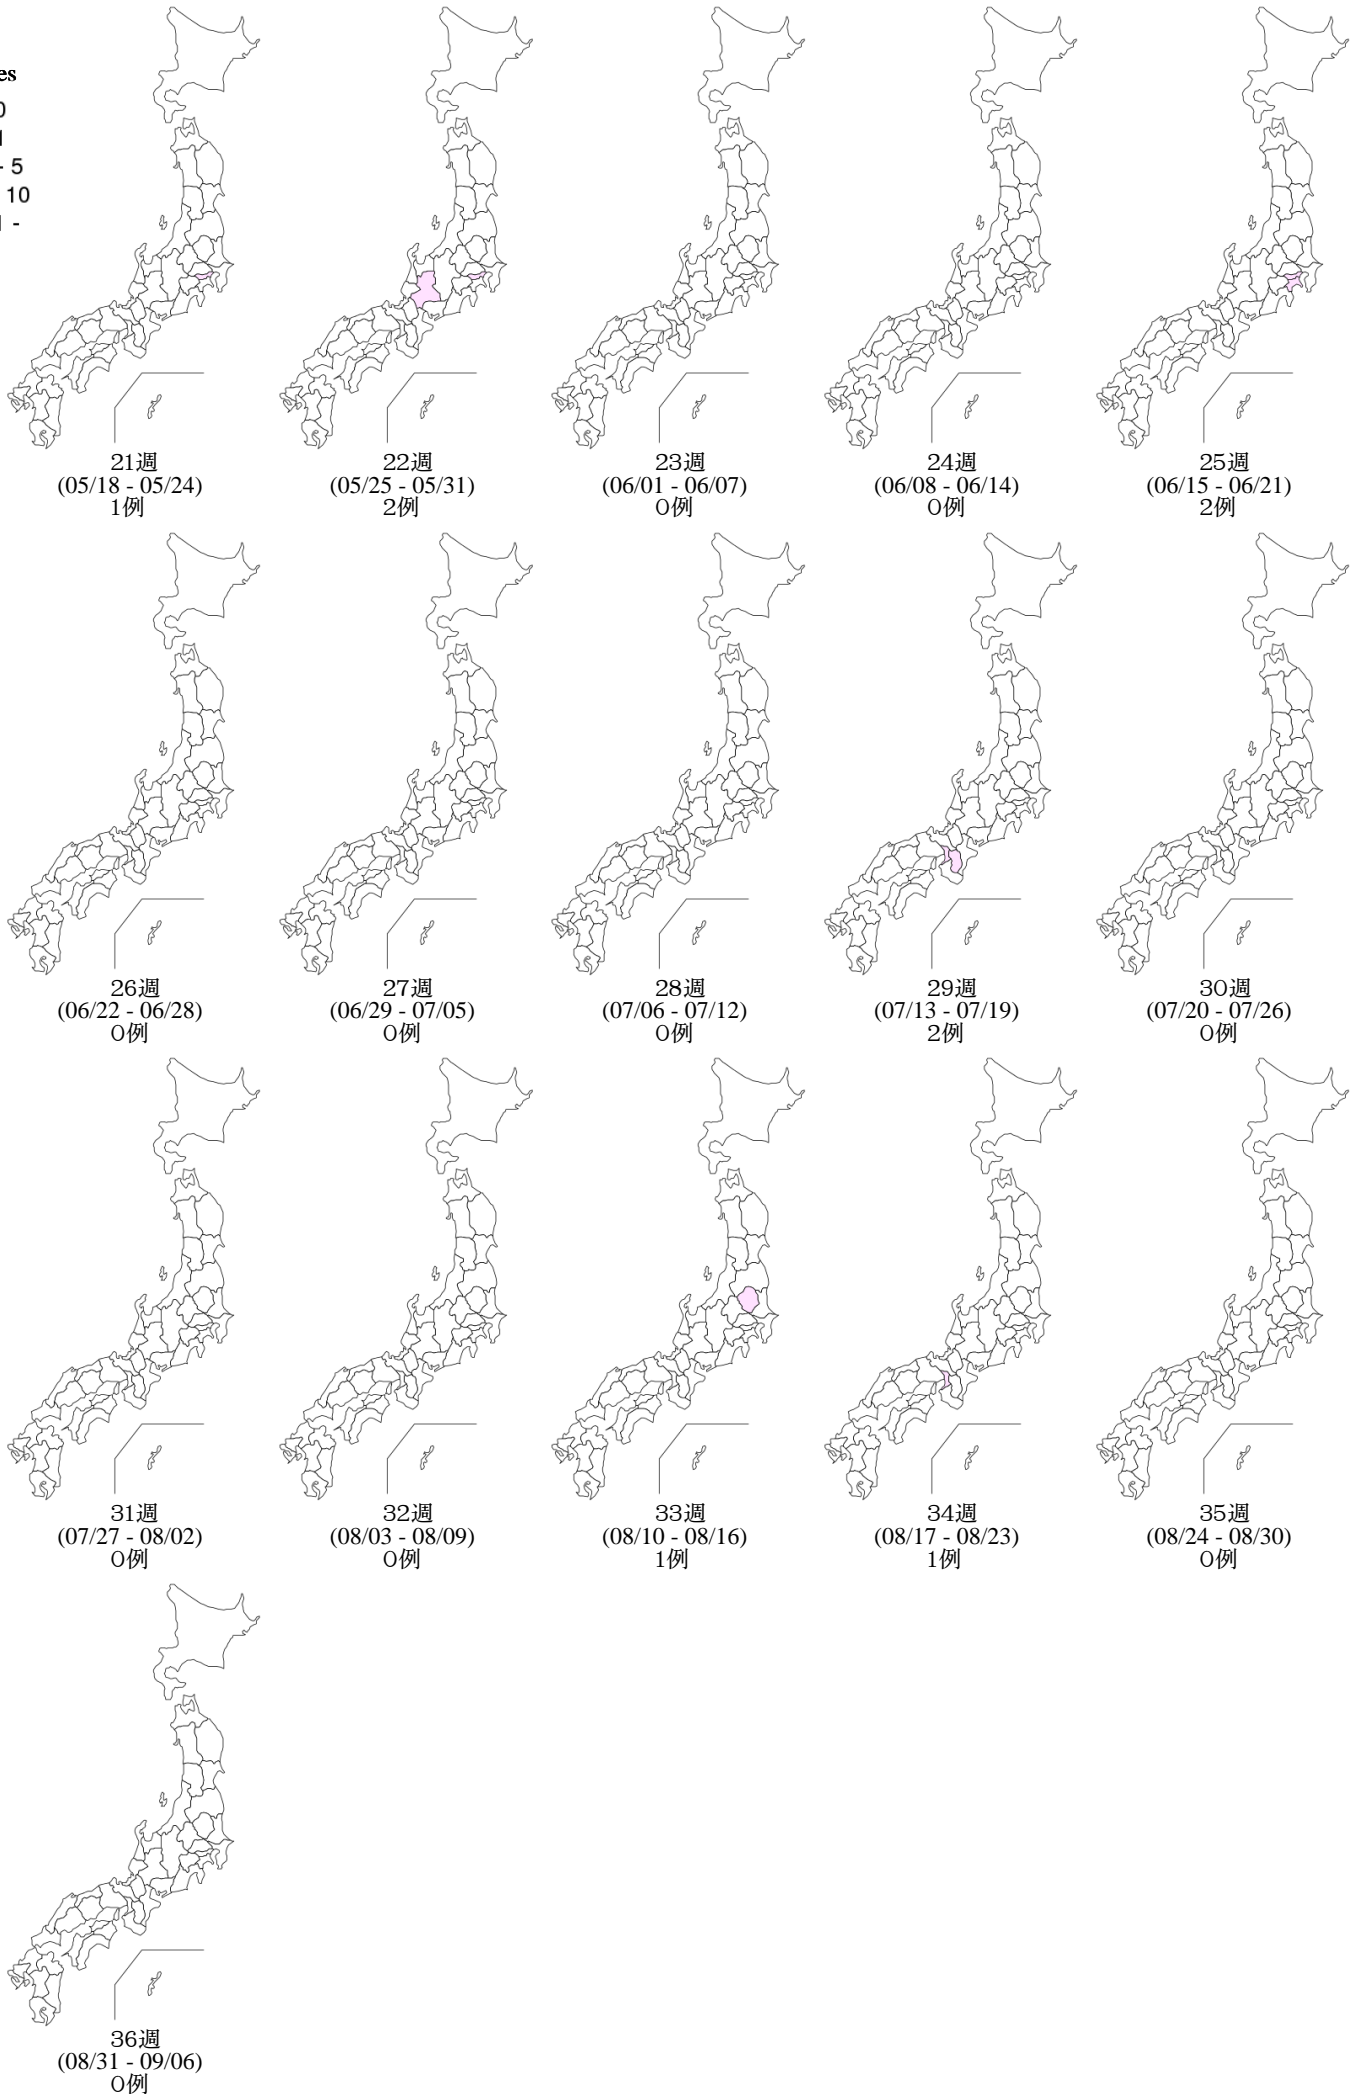 es
0
1
- 5
10
1 -
21週
(05/18 - 05/24)
1例
22週
(05/25 - 05/31)
2例
23週
(06/01 - 06/07)
0例
24週
(06/08 - 06/14)
0例
25週
(06/15 - 06/21)
2例
26週
(06/22 - 06/28)
0例
27週
(06/29 - 07/05)
0例
28週
(07/06 - 07/12)
0例
29週
(07/13 - 07/19)
2例
30週
(07/20 - 07/26)
0例
31週
(07/27 - 08/02)
0例
32週
(08/03 - 08/09)
0例
33週
(08/10 - 08/16)
1例
34週
(08/17 - 08/23)
1例
35週
(08/24 - 08/30)
0例
36週
(08/31 - 09/06)
0例